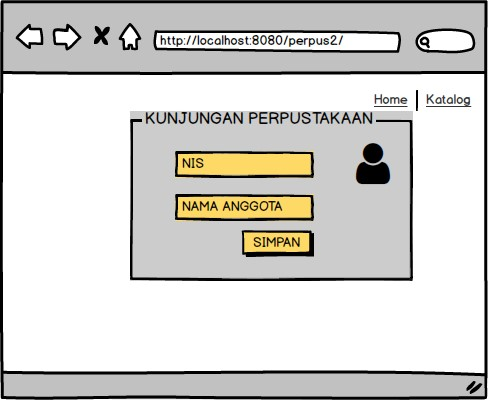 http://localhost:8080/perpus2/
Home Katalog
KUNJUNGAN PERPUSTAKAAN
NIS
NAMA ANGGOTA
SIMPAN